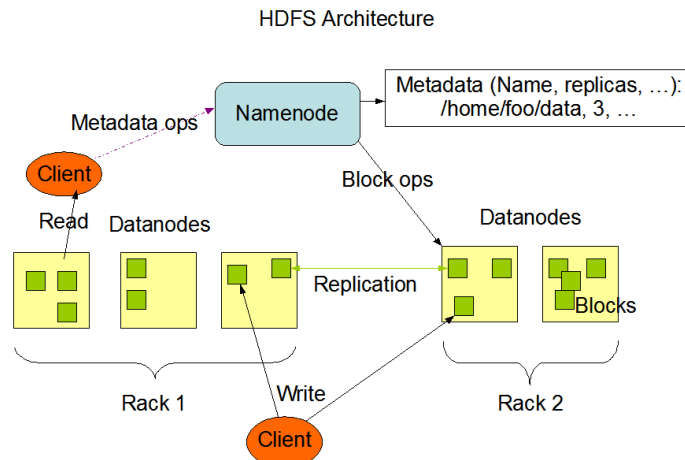 HDFS Architecture
Metadata (Name, replicas, ...):
/home/foo/data, 3, ...
Namenode
Metadata ops
Client
Block ops
Read
Datanodes
Datanodes
Replication
Blocks
Rack 1
Write
Rack 2
Client